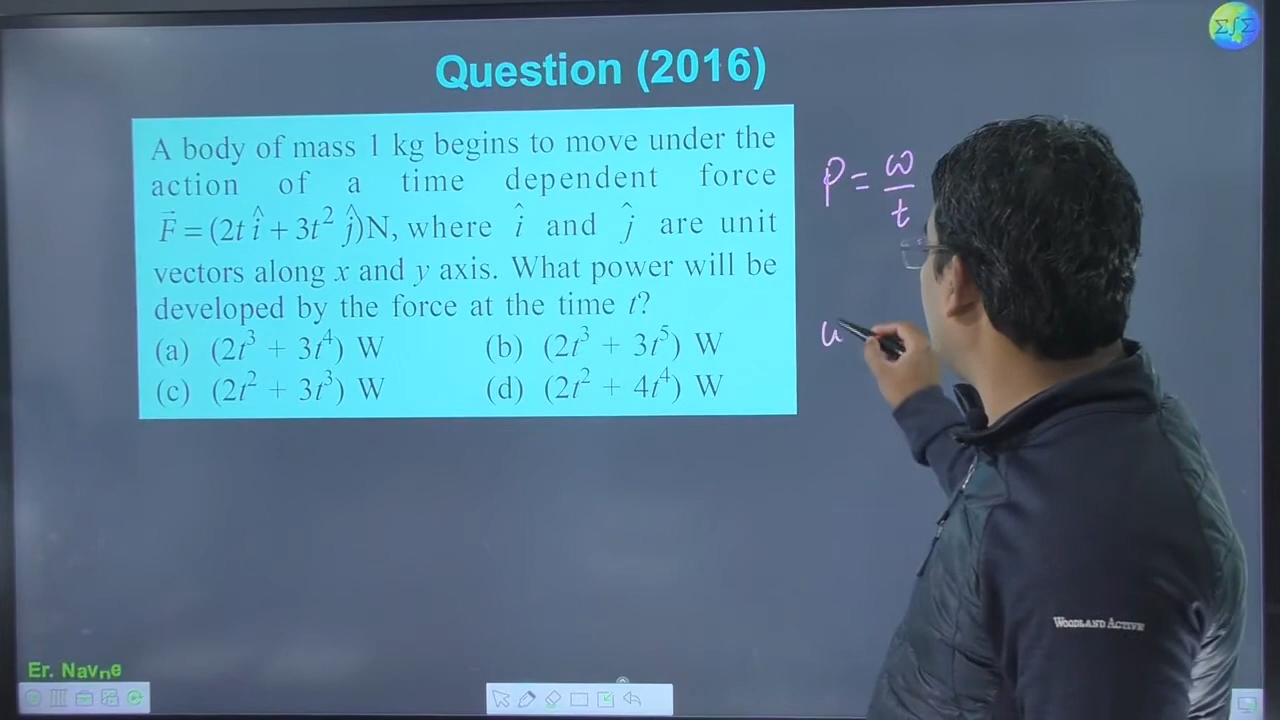 Question (2016)
A body of mass 1 kg begins to move under the
action of a time dependent force
F⃗ = (2t î + 3t² ĵ)N, where î and ĵ are unit
vectors along x and y axis. What power will be
developed by the force at the time t?
(a) (2t³ + 3t⁴) W (b) (2t³ + 3t⁵) W
(c) (2t² + 3t³) W (d) (2t² + 4t⁴) W
P = ω/t
u
ΣſΣ
WOODLAND ACTIVE
Er. Navne